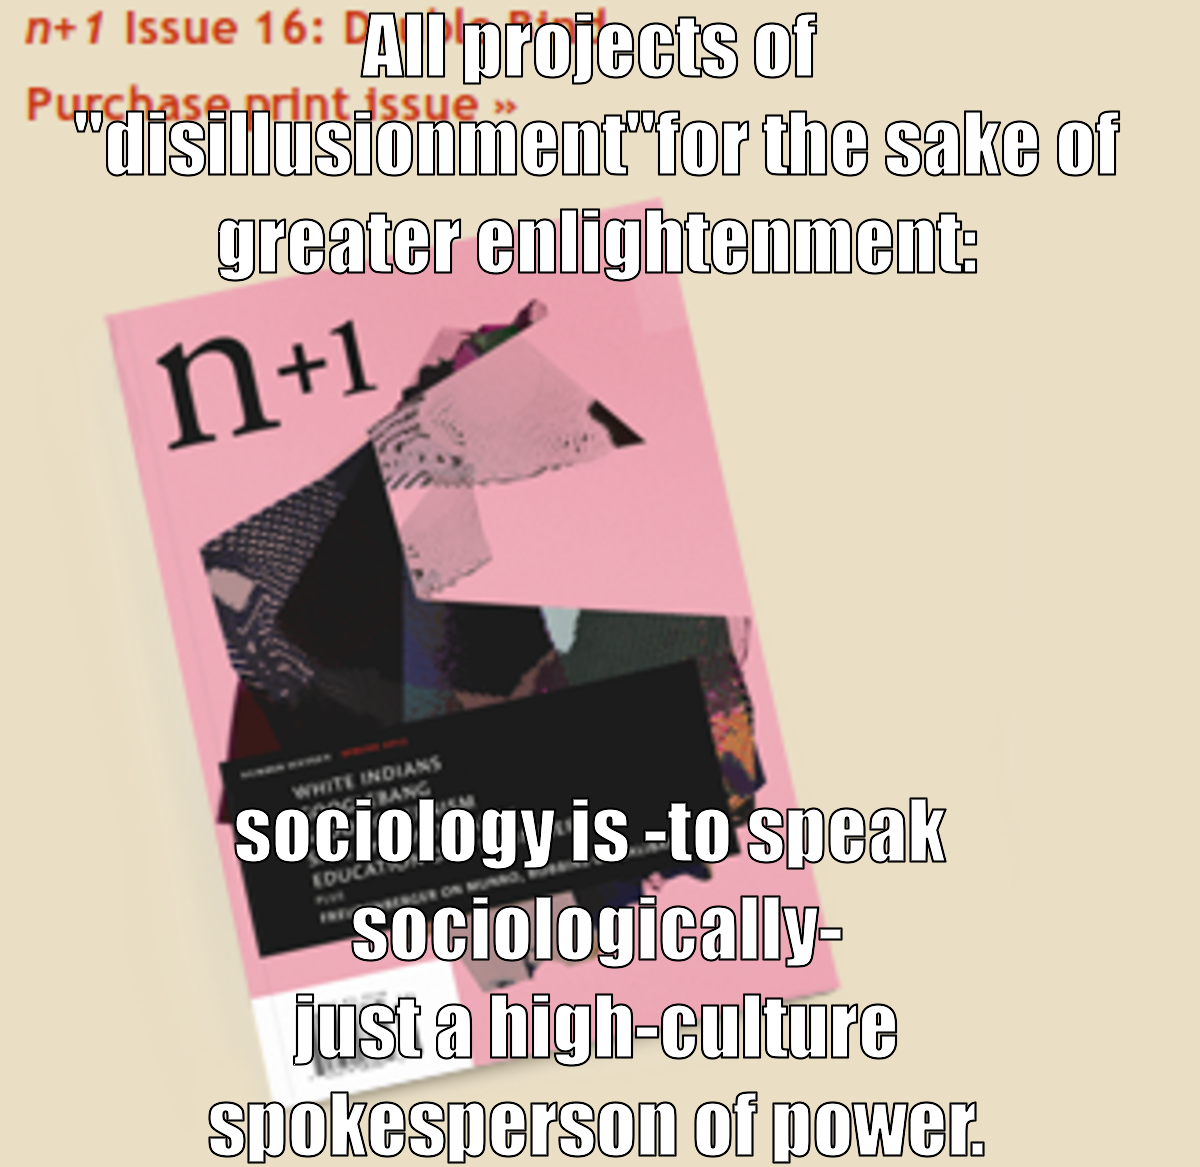 n+1 Issue 16: Double Bind
All projects of
Purchase print issue »
"disillusionment"for the sake of
greater enlightenment:
n+1
WHITE INDIANS
sociology is -to speak
EDUCATION
PLUS
sociologically-
just a high-culture
spokesperson of power.